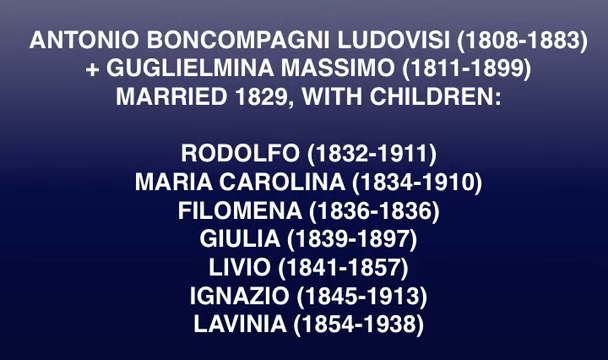 ANTONIO BONCOMPAGNI LUDOVISI (1808-1883)
+ GUGLIELMINA MASSIMO (1811-1899)
MARRIED 1829, WITH CHILDREN:
RODOLFO (1832-1911)
MARIA CAROLINA (1834-1910)
FILOMENA (1836-1836)
GIULIA (1839-1897)
LIVIO (1841-1857)
IGNAZIO (1845-1913)
LAVINIA (1854-1938)